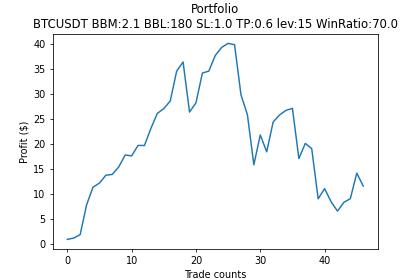 Portfolio
BTCUSDT BBM:2.1 BBL:180 SL:1.0 TP:0.6 lev:15 WinRatio:70.0
40
35
30
25
20
15
10
5
0
Profit ($)
0 10 20 30 40
Trade counts